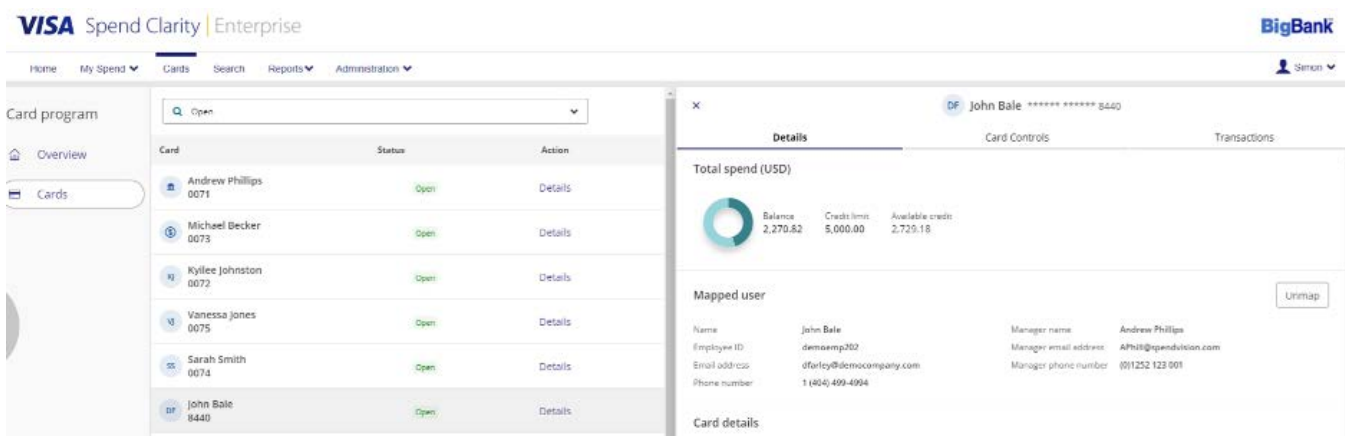 VISA Spend Clarity Enterprise
BigBank
Home My Spend Cards Search Reports Administration Simon
Card program
Overview
Cards
Open
Card Status Action
Andrew Phillips
0071
Open Details
Michael Becker
0073
Open Details
KJ
Kyllee Johnston
0072
Open Details
VJ
Vanessa Jones
0075
Open Details
SS
Sarah Smith
0074
Open Details
DF
John Bale
8440
Open Details
× DF John Bale ****** ****** 8440
Details Card Controls Transactions
Total spend (USD)
Balance Credit limit Available credit
2,270.82 5,000.00 2,729.18
Mapped user Unmap
Name John Bale Manager name Andrew Phillips
Employee ID demoemp202 Manager email address APhill@spendvision.com
Email address dfarley@democompany.com Manager phone number (0)1252 123 001
Phone number 1 (404)-499-4994
Card details